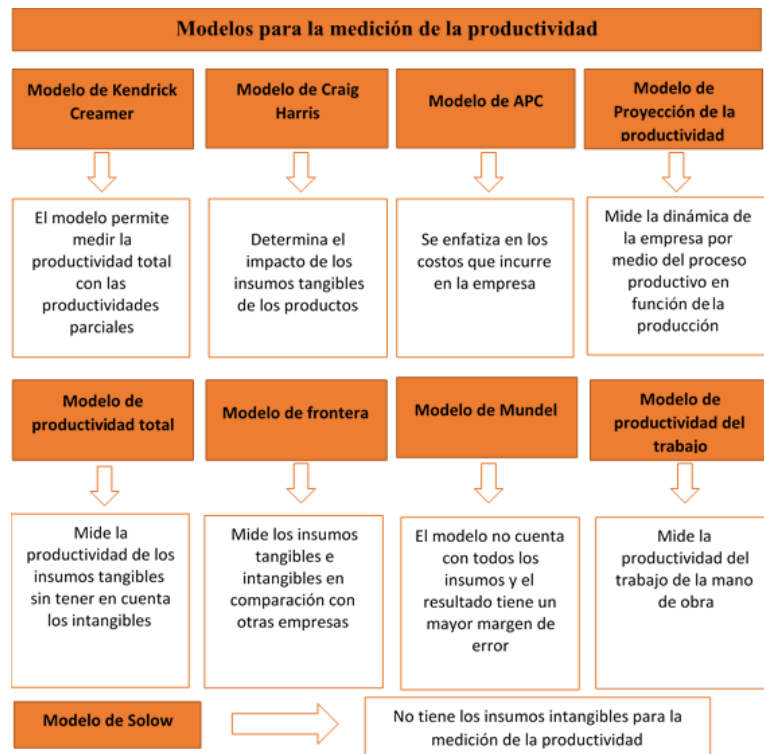 Modelos para la medición de la productividad
Modelo de Kendrick
Creamer
Modelo de Craig
Harris
Modelo de APC
Modelo de
Proyección de la
productividad
El modelo permite
medir la
productividad total
con las
productividades
parciales
Determina el
impacto de los
insumos tangibles
de los productos
Se enfatiza en los
costos que incurre
en la empresa
Mide la dinámica de
la empresa por
medio del proceso
productivo en
función de la
producción
Modelo de
productividad total
Modelo de frontera
Modelo de Mundel
Modelo de
productividad del
trabajo
Mide la
productividad de los
insumos tangibles
sin tener en cuenta
los intangibles
Mide los insumos
tangibles e
intangibles en
comparación con
otras empresas
El modelo no cuenta
con todos los
insumos y el
resultado tiene un
mayor margen de
error
Mide la
productividad del
trabajo de la mano
de obra
Modelo de Solow
No tiene los insumos intangibles para la
medición de la productividad